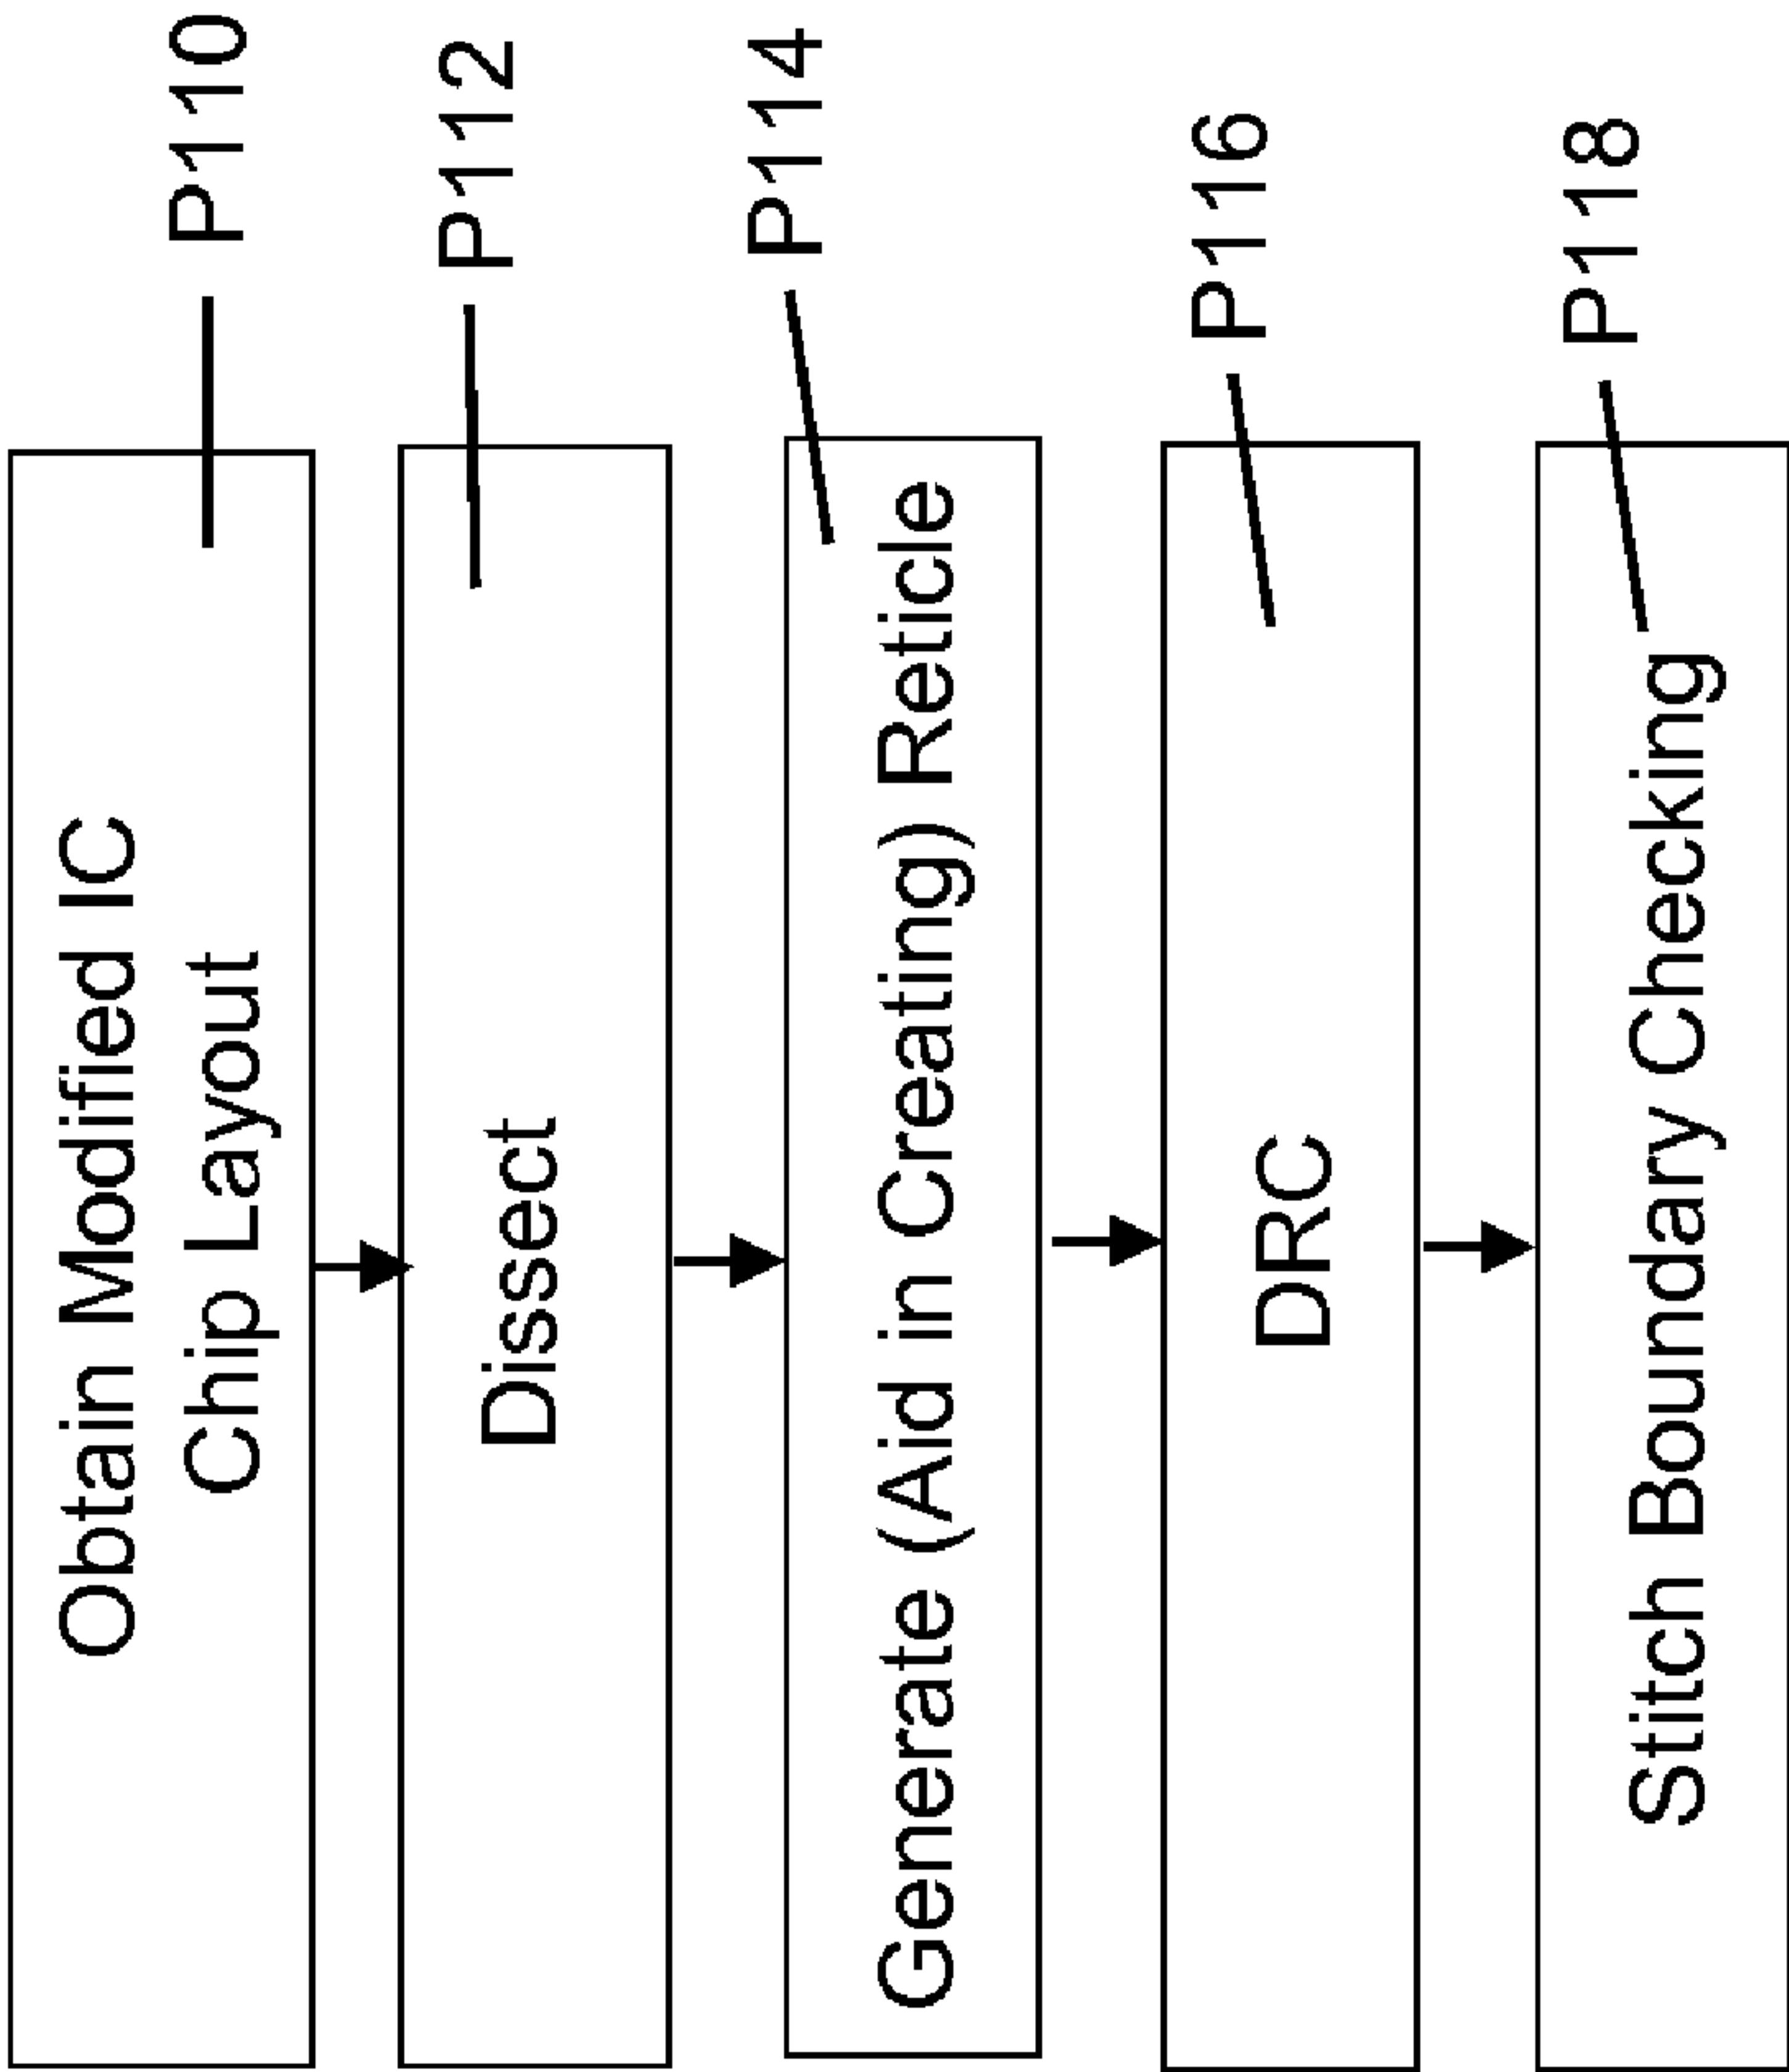 Obtain Modified IC
Chip Layout
P110
Dissect
P112
Generate (Aid in Creating) Reticle
P114
DRC
P116
Stitch Boundary Checking
P118